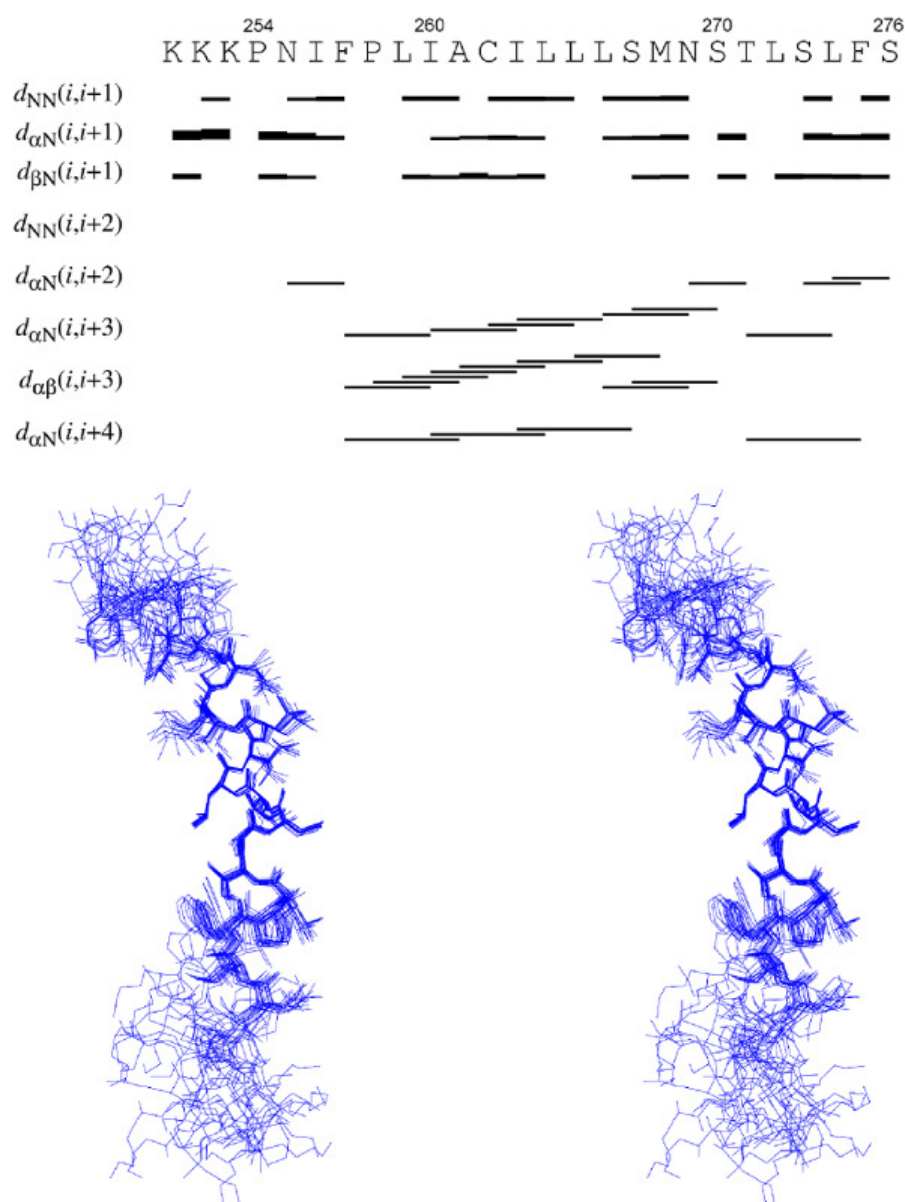 254 260 270 276
K K K P N I F P L I A C I L L L S M N S T L S L F S
dNN(i,i+1)
dαN(i,i+1)
dβN(i,i+1)
dNN(i,i+2)
dαN(i,i+2)
dαN(i,i+3)
dαβ(i,i+3)
dαN(i,i+4)